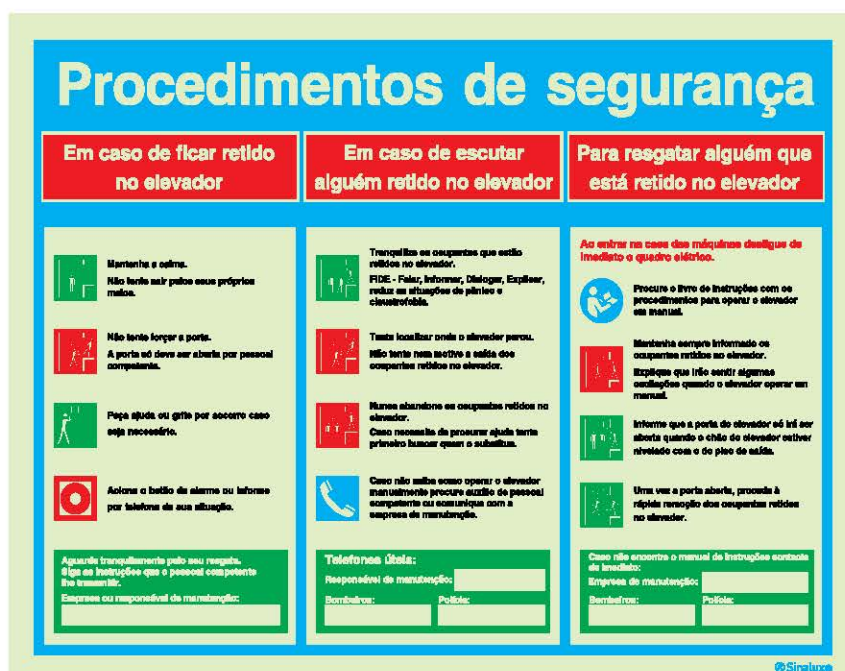 Procedimentos de segurança
Em caso de ficar retido
no elevador
Mantenha a calma.
Não tente sair pelos seus próprios
meios.
Não tente forçar a porta.
A porta só deve ser aberta por pessoal
competente.
Peça ajuda ou grite por socorro caso
seja necessário.
Acione o botão de alarme ou informe
por telefone da sua situação.
Aguarde tranquilamente pelo seu resgate.
Siga as instruções que o pessoal competente
lhe transmitir.
Empresa ou responsável de manutenção:
Em caso de escutar
alguém retido no elevador
Tranquilize os ocupantes que estão
retidos no elevador.
FIDE - Falar, Informar, Dialogar, Explicar,
reduz as situações de pânico e
claustrofobia.
Tente localizar onde o elevador parou.
Não tente nem motive a saída dos
ocupantes retidos no elevador.
Nunca abandone os ocupantes retidos no
elevador.
Caso necessite de procurar ajuda tente
primeiro buscar quem o substitua.
Caso não saiba como operar o elevador
manualmente procure auxílio de pessoal
competente ou comunique com a
empresa de manutenção.
Telefones úteis:
Responsável de manutenção:
Bombeiros: Polícia:
Para resgatar alguém que
está retido no elevador
Ao entrar na casa das máquinas desligue de
imediato o quadro elétrico.
Procure o livro de instruções com os
procedimentos para operar o elevador
em manual.
Mantenha sempre informado os
ocupantes retidos no elevador.
Explique que irão sentir algumas
oscilações quando o elevador operar em
manual.
Informe que a porta do elevador só irá ser
aberta quando o chão do elevador estiver
nivelado com o do piso de saída.
Uma vez a porta aberta, proceda à
rápida remoção dos ocupantes retidos
no elevador.
Caso não encontre o manual de instruções contacte
de imediato:
Empresa de manutenção:
Bombeiros: Polícia:
®Sinaluxe